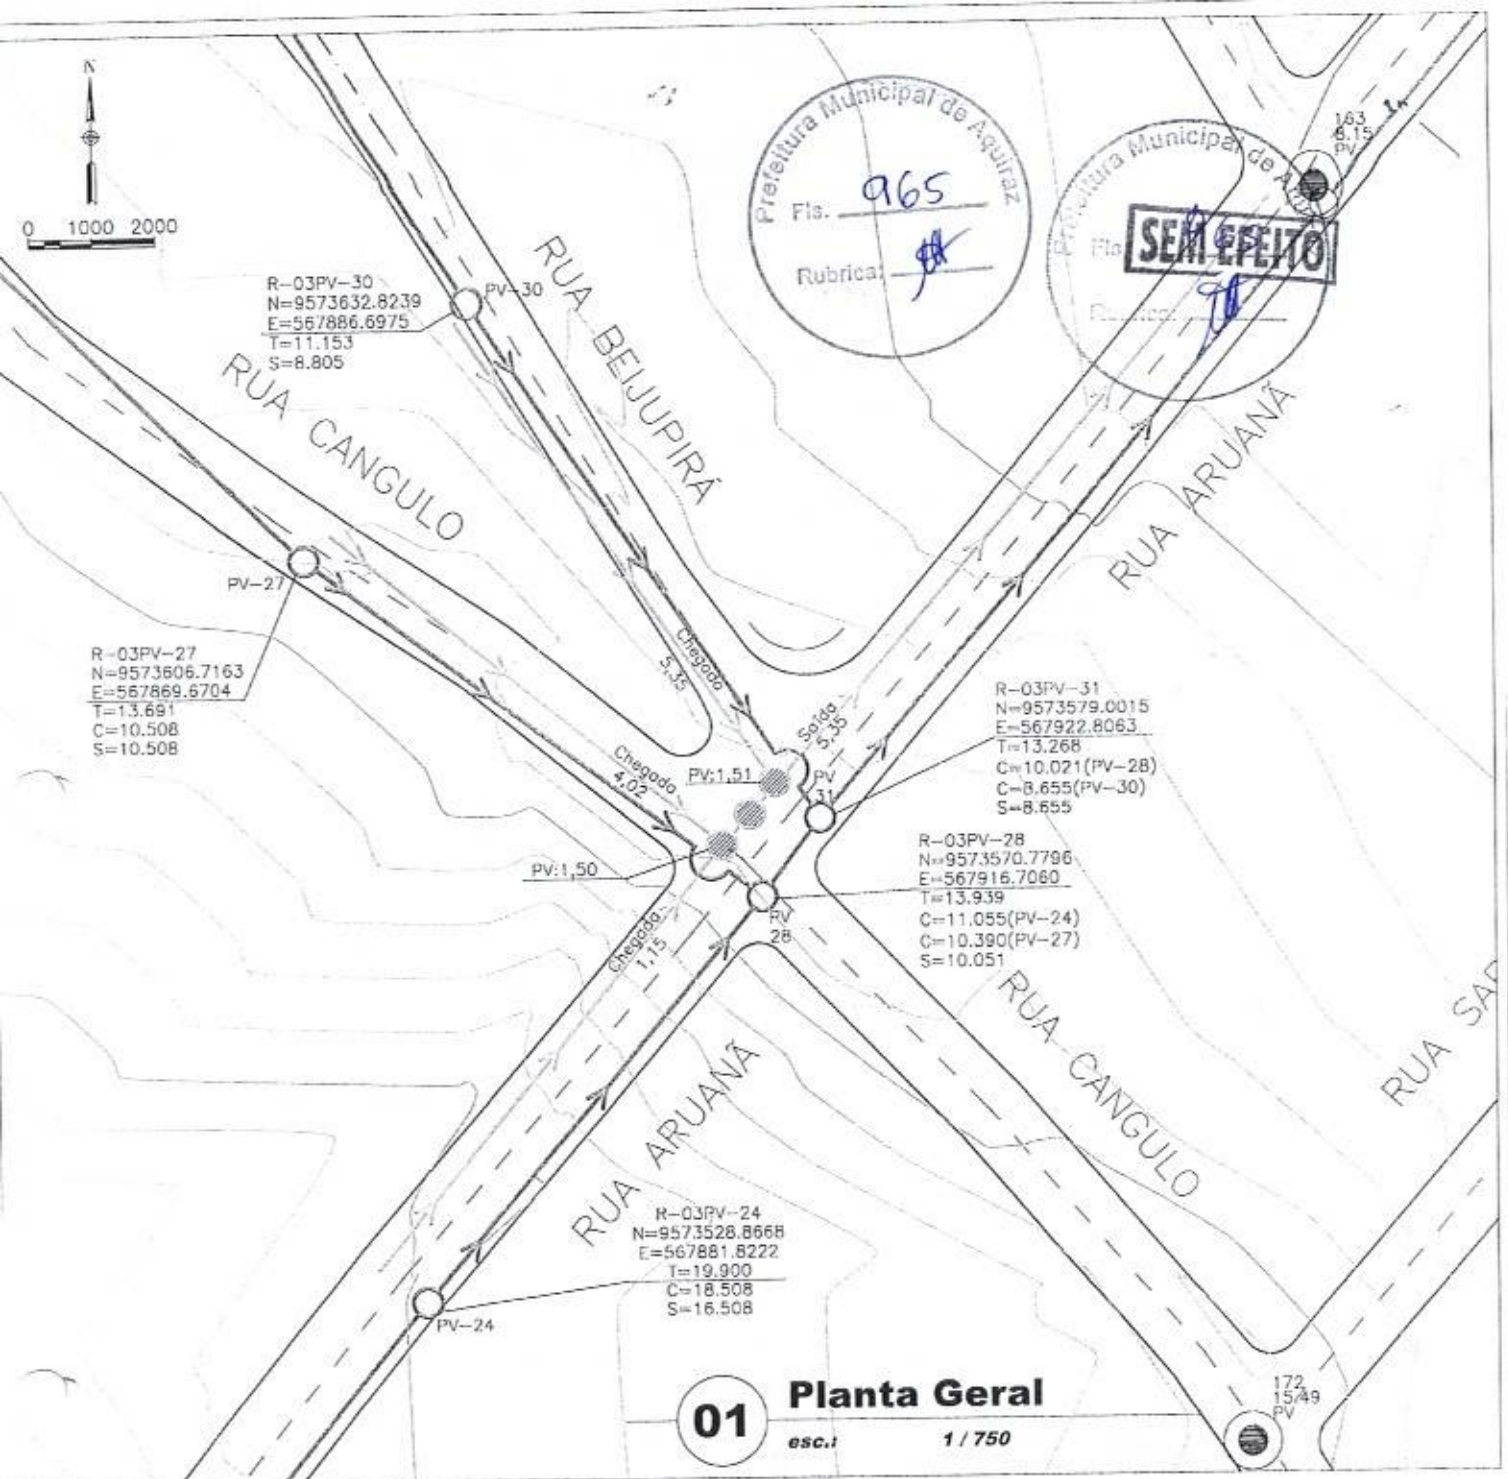 N
0 1000 2000
R-03PV-30
N=9573632.8239
E=567886.6975
T=11.153
S=8.805
PV-30
RUA BEIJUPIRÁ
RUA CANGULO
Prefeitura Municipal de Aquiraz
Fls. 965
Rubrica:
Prefeitura Municipal de
Fls
SEM EFEITO
163
8.15
PV
RUA ARUANÃ
PV-27
R-03PV-27
N=9573606.7163
E=567869.6704
T=13.691
C=10.508
S=10.508
Chegada
5,35
Saída
5,35
Chegada
4,02
PV:1,51
PV
31
R-03PV-31
N=9573579.0015
E=567922.8063
T=13.268
C=10.021(PV-28)
C=8.655(PV-30)
S=8.655
PV:1,50
R-03PV-28
N=9573570.7796
E=567916.7060
T=13.939
C=11.055(PV-24)
C=10.390(PV-27)
S=10.051
PV
28
Chegada
1,15
RUA CANGULO
RUA
RUA ARUANÃ
R-03PV-24
N=9573528.8668
E=567881.8222
T=19.900
C=18.508
S=16.508
PV-24
01
Planta Geral
esc.: 1 / 750
172
15/49
PV